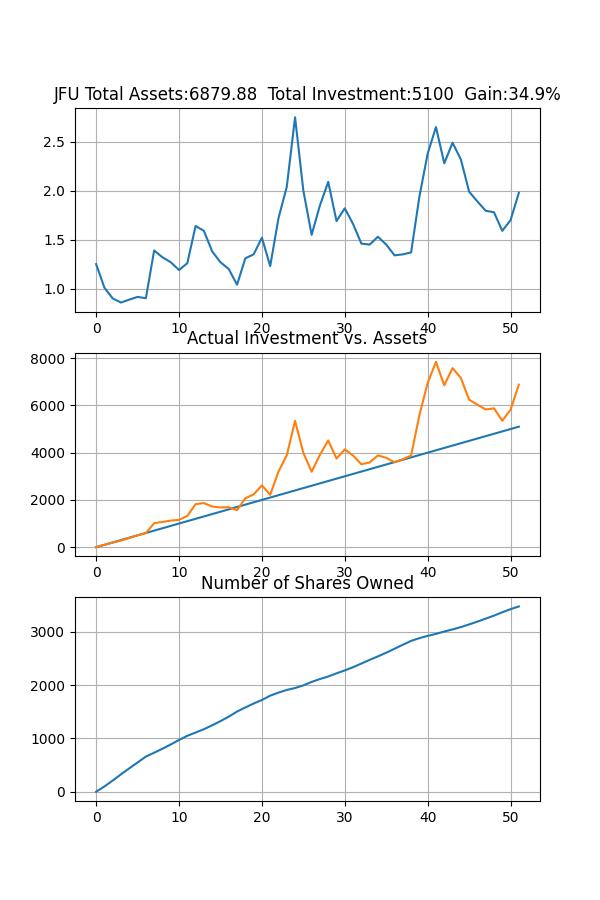 JFU Total Assets:6879.88  Total Investment:5100  Gain:34.9%
2.5
2.0
1.5
1.0
0 10 20 30 40 50
Actual Investment vs. Assets
8000
6000
4000
2000
0
0 10 20 30 40 50
Number of Shares Owned
3000
2000
1000
0
0 10 20 30 40 50